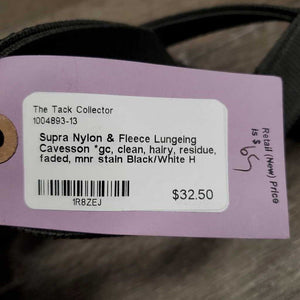 The Tack Collector
1004893-13
Supra Nylon & Fleece Lungeing
Cavesson *gc, clean, hairy, residue,
faded, mnr stain Black/White H
$32.50
1R8ZEJ
Retail (New) Price
is $ 65